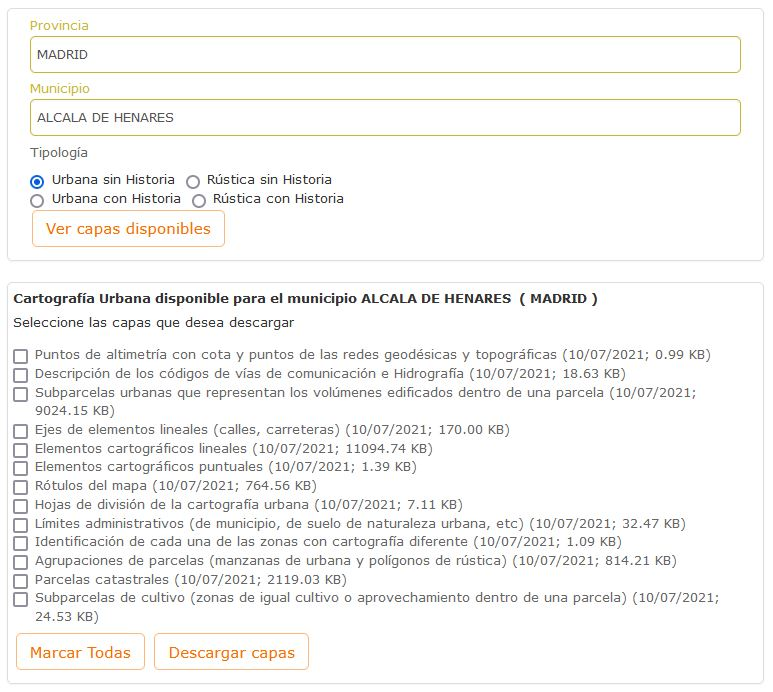 Provincia
MADRID
Municipio
ALCALA DE HENARES
Tipología
Urbana sin Historia Rústica sin Historia
Urbana con Historia Rústica con Historia
Ver capas disponibles
Cartografía Urbana disponible para el municipio ALCALA DE HENARES ( MADRID )
Seleccione las capas que desea descargar
Puntos de altimetría con cota y puntos de las redes geodésicas y topográficas (10/07/2021; 0.99 KB)
Descripción de los códigos de vías de comunicación e Hidrografía (10/07/2021; 18.63 KB)
Subparcelas urbanas que representan los volúmenes edificados dentro de una parcela (10/07/2021;
9024.15 KB)
Ejes de elementos lineales (calles, carreteras) (10/07/2021; 170.00 KB)
Elementos cartográficos lineales (10/07/2021; 11094.74 KB)
Elementos cartográficos puntuales (10/07/2021; 1.39 KB)
Rótulos del mapa (10/07/2021; 764.56 KB)
Hojas de división de la cartografía urbana (10/07/2021; 7.11 KB)
Límites administrativos (de municipio, de suelo de naturaleza urbana, etc) (10/07/2021; 32.47 KB)
Identificación de cada una de las zonas con cartografía diferente (10/07/2021; 1.09 KB)
Agrupaciones de parcelas (manzanas de urbana y polígonos de rústica) (10/07/2021; 814.21 KB)
Parcelas catastrales (10/07/2021; 2119.03 KB)
Subparcelas de cultivo (zonas de igual cultivo o aprovechamiento dentro de una parcela) (10/07/2021;
24.53 KB)
Marcar Todas Descargar capas